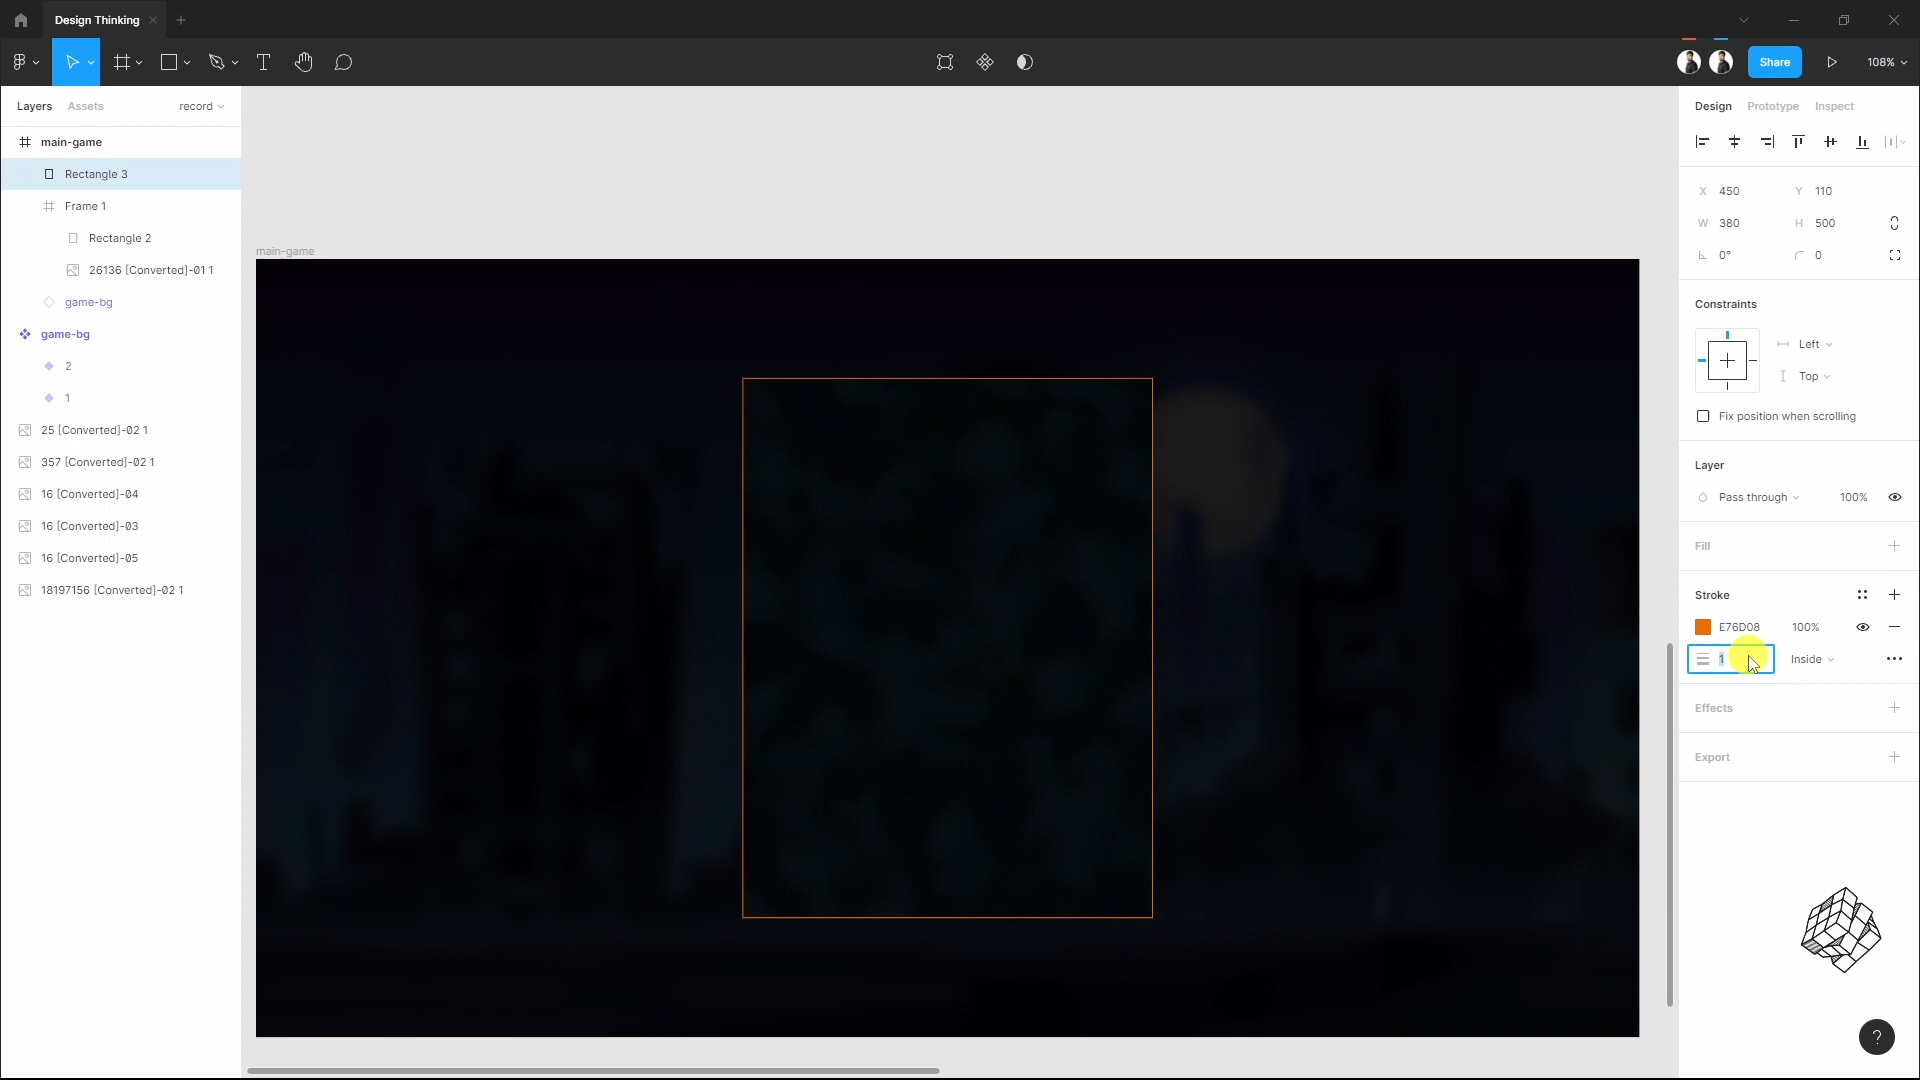 Design Thinking
Share
108%
Layers
Assets
record
Design
Prototype
Inspect
main-game
Rectangle 3
Frame 1
Rectangle 2
26136 [Converted]-01 1
game-bg
game-bg
2
1
25 [Converted]-02 1
357 [Converted]-02 1
16 [Converted]-04
16 [Converted]-03
16 [Converted]-05
18197156 [Converted]-02 1
main-game
X 450
Y 110
W 380
H 500
0°
0
Constraints
Left
Top
Fix position when scrolling
Layer
Pass through
100%
Fill
Stroke
E76D08
100%
1
Inside
Effects
Export
?